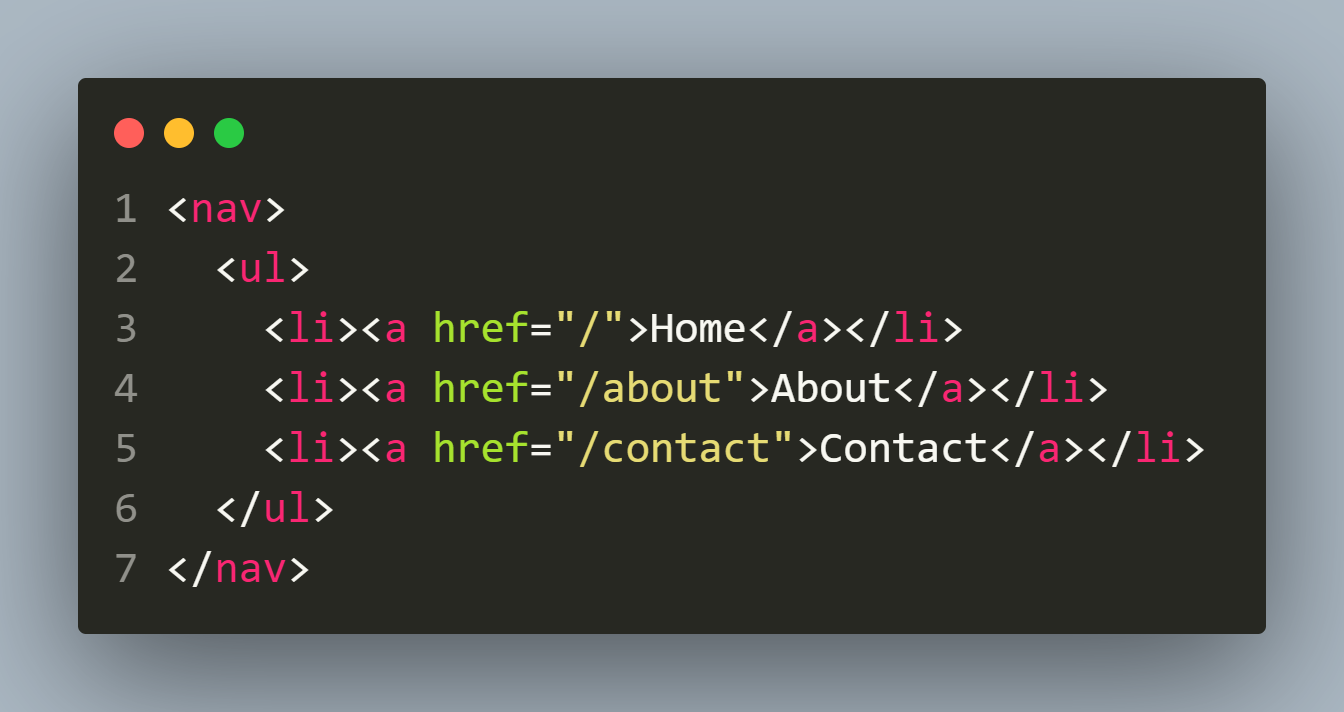 1 <nav>
2   <ul>
3     <li><a href="/">Home</a></li>
4     <li><a href="/about">About</a></li>
5     <li><a href="/contact">Contact</a></li>
6   </ul>
7 </nav>